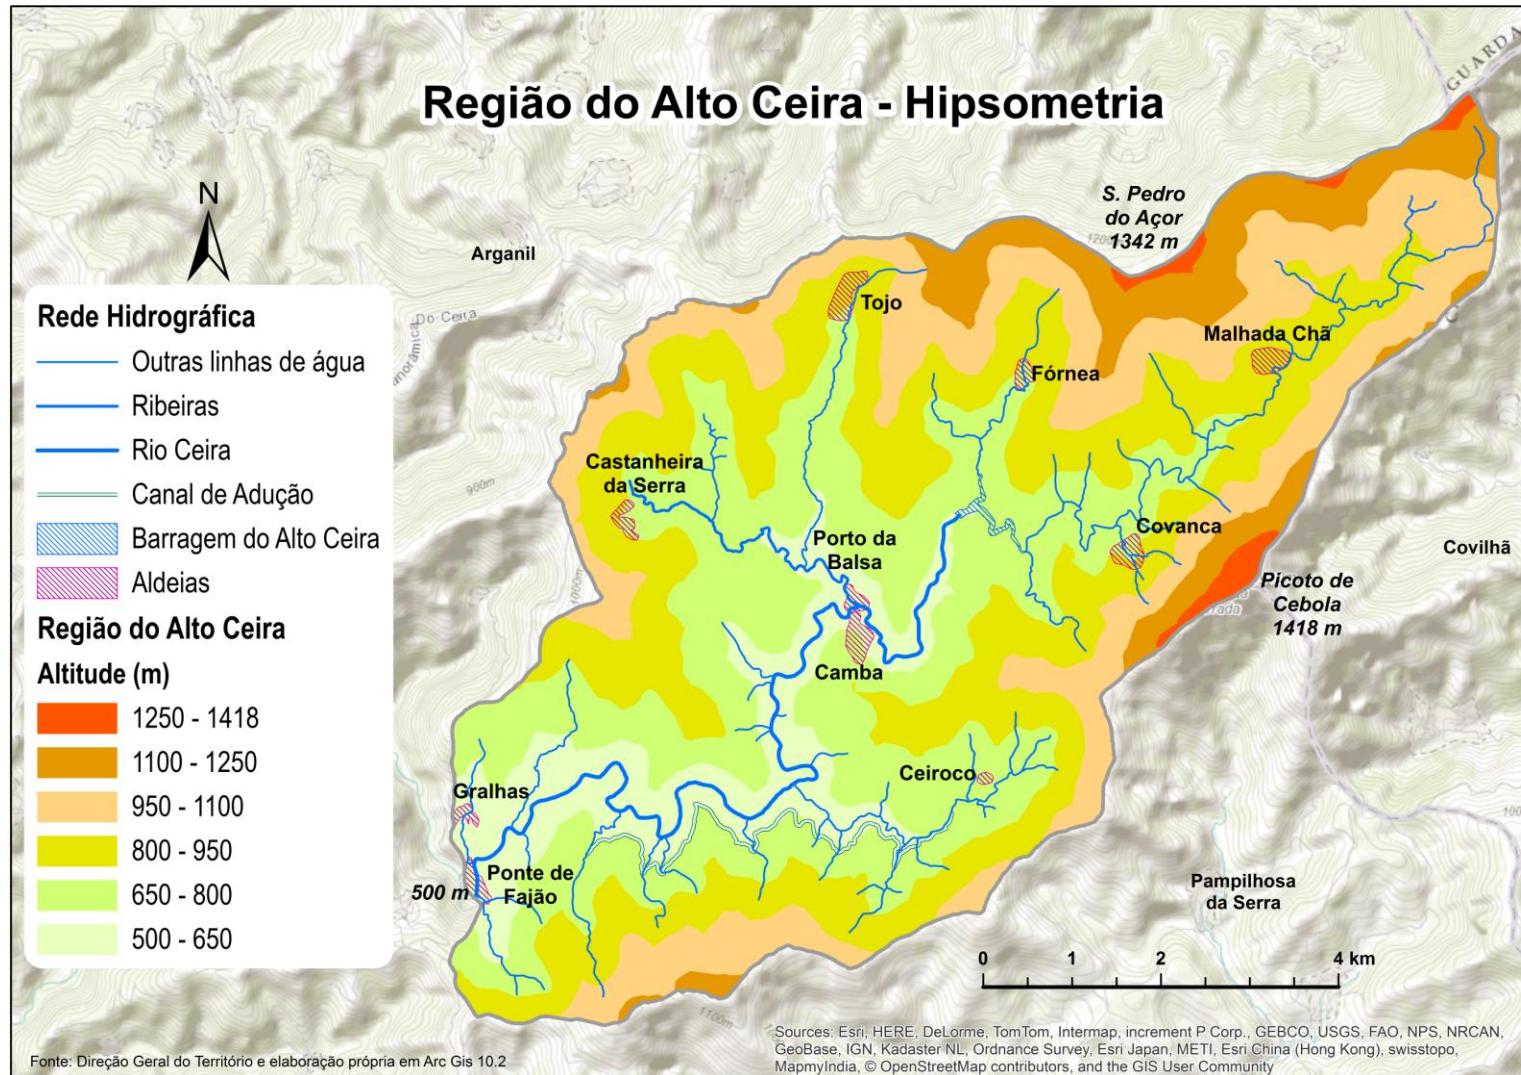 Região do Alto Ceira - Hipsometria
GUARDA
N
Arganil
S. Pedro
do Açor
1342 m
1200
Rede Hidrográfica
Outras linhas de água
Ribeiras
Rio Ceira
Canal de Adução
Barragem do Alto Ceira
Aldeias
Região do Alto Ceira
Altitude (m)
1250 - 1418
1100 - 1250
950 - 1100
800 - 950
650 - 800
500 - 650
Do Ceira
900m
1000m
Tojo
Fórnea
Malhada Chã
Castanheira
da Serra
Porto da
Balsa
Camba
Covanca
Covilhã
Picoto de
Cebola
1418 m
Ceiroco
Gralhas
Ponte de
Fajão
500 m
Pampilhosa
da Serra
1100m
0 1 2 4 km
Fonte: Direção Geral do Território e elaboração própria em Arc Gis 10.2
Sources: Esri, HERE, DeLorme, TomTom, Intermap, increment P Corp., GEBCO, USGS, FAO, NPS, NRCAN,
GeoBase, IGN, Kadaster NL, Ordnance Survey, Esri Japan, METI, Esri China (Hong Kong), swisstopo,
MapmyIndia, © OpenStreetMap contributors, and the GIS User Community